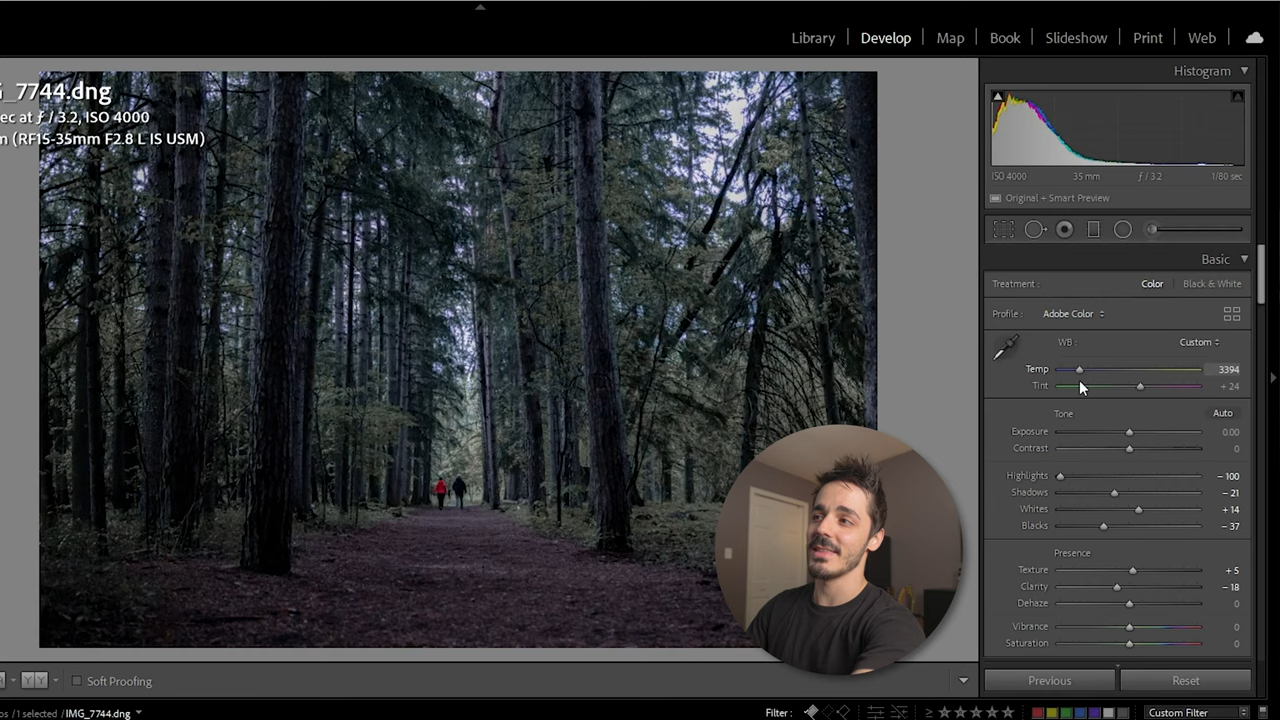 Library | Develop | Map | Book | Slideshow | Print | Web
_7744.dng
ec at ƒ / 3.2, ISO 4000
(RF15-35mm F2.8 L IS USM)
Histogram
ISO 4000 35 mm ƒ / 3.2 1/80 sec
Original + Smart Preview
Basic
Treatment : Color | Black & White
Profile : Adobe Color
WB : Custom
Temp 3394
Tint + 24
Tone Auto
Exposure 0.00
Contrast 0
Highlights − 100
Shadows − 21
Whites + 14
Blacks − 37
Presence
Texture + 5
Clarity − 18
Dehaze 0
Vibrance 0
Saturation 0
Previous Reset
Y Y Soft Proofing
os / 1 selected / IMG_7744.dng
Filter : ≥ ★★★★★ Custom Filter